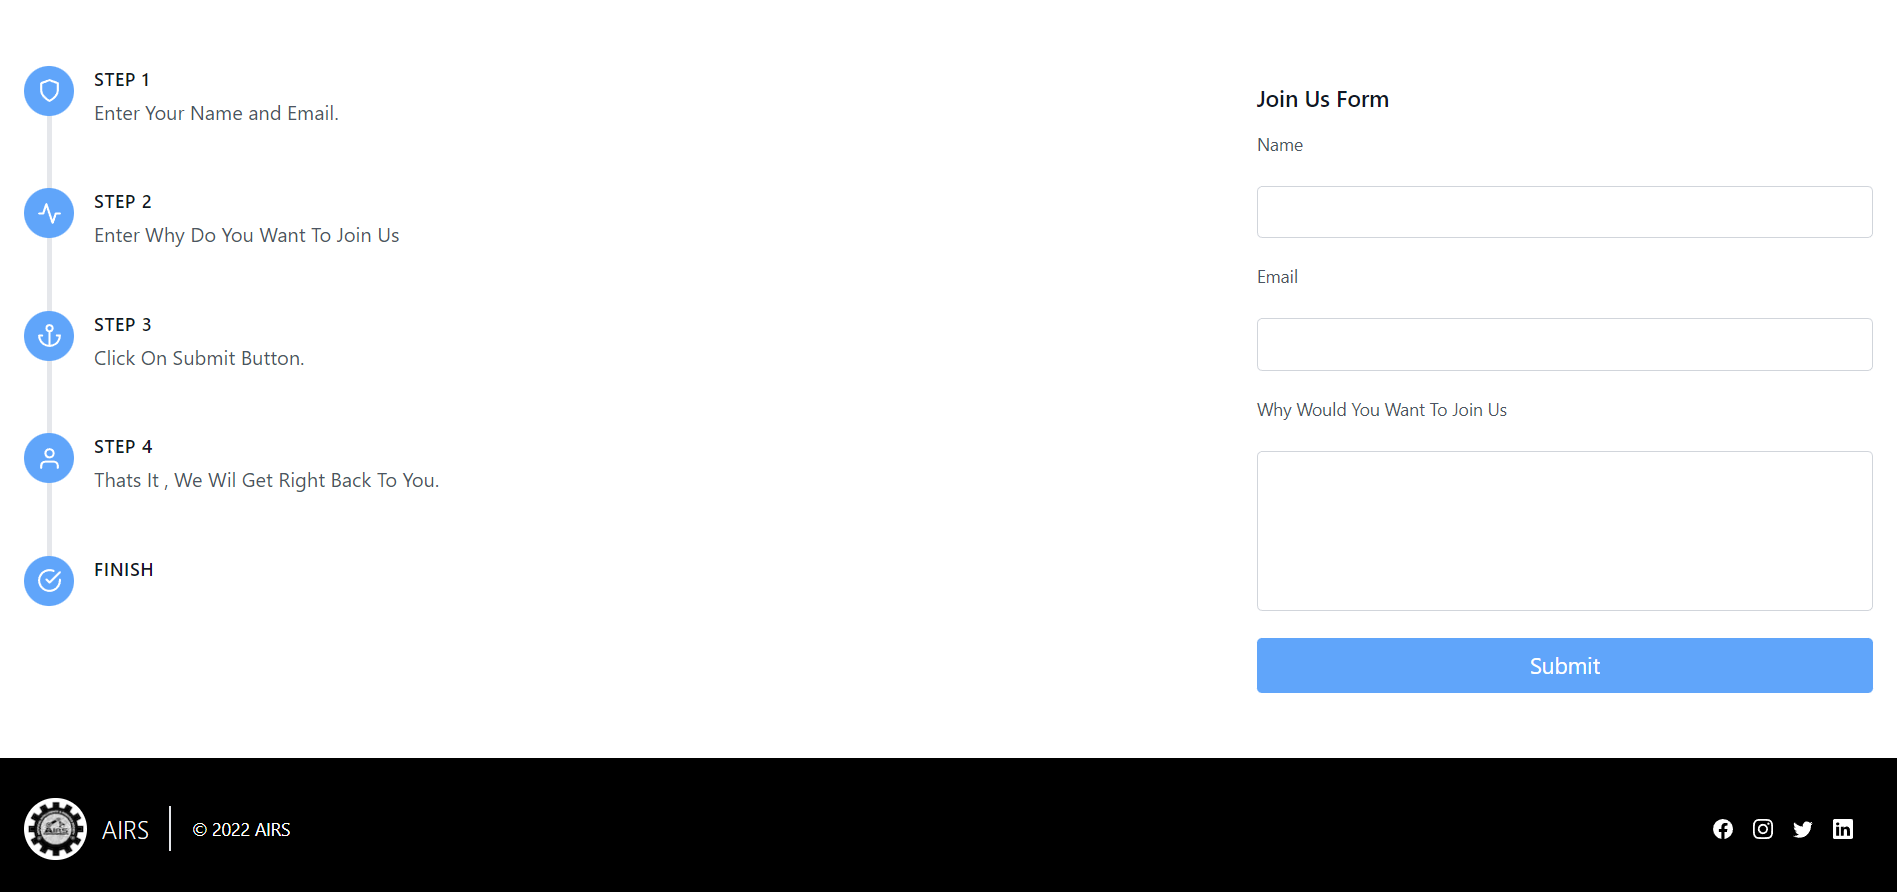 STEP 1
Enter Your Name and Email.
STEP 2
Enter Why Do You Want To Join Us
STEP 3
Click On Submit Button.
STEP 4
Thats It , We Wil Get Right Back To You.
FINISH
Join Us Form
Name
Email
Why Would You Want To Join Us
Submit
AIRS
AIRS
© 2022 AIRS